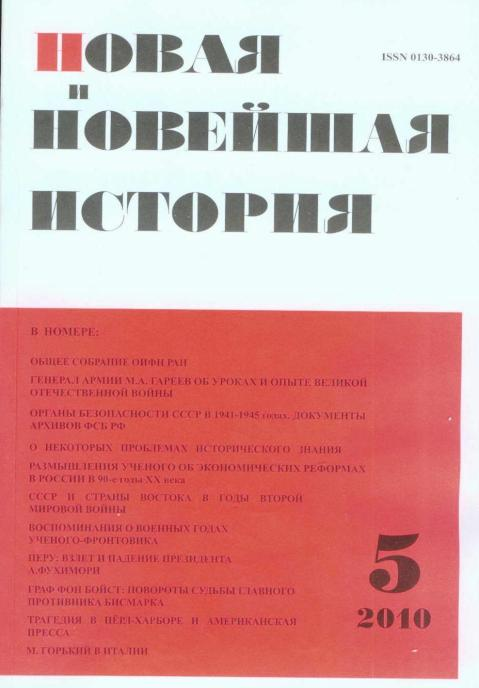 НОВАЯ
ISSN 0130-3864
и
НОВЕЙШАЯ
ИСТОРИЯ
В НОМЕРЕ:
ОБЩЕЕ СОБРАНИЕ ОИФН РАН
ГЕНЕРАЛ АРМИИ М.А. ГАРЕЕВ ОБ УРОКАХ И ОПЫТЕ ВЕЛИКОЙ
ОТЕЧЕСТВЕННОЙ ВОЙНЫ
ОРГАНЫ БЕЗОПАСНОСТИ СССР В 1941-1945 годах. ДОКУМЕНТЫ
АРХИВОВ ФСБ РФ
О НЕКОТОРЫХ ПРОБЛЕМАХ ИСТОРИЧЕСКОГО ЗНАНИЯ
РАЗМЫШЛЕНИЯ УЧЕНОГО ОБ ЭКОНОМИЧЕСКИХ РЕФОРМАХ
В РОССИИ В 90-е годы XX века
СССР И СТРАНЫ ВОСТОКА В ГОДЫ ВТОРОЙ
МИРОВОЙ ВОЙНЫ
ВОСПОМИНАНИЯ О ВОЕННЫХ ГОДАХ
УЧЕНОГО-ФРОНТОВИКА
ПЕРУ: ВЗЛЕТ И ПАДЕНИЕ ПРЕЗИДЕНТА
А.ФУХИМОРИ
ГРАФ ФОН БОЙСТ: ПОВОРОТЫ СУДЬБЫ ГЛАВНОГО
ПРОТИВНИКА БИСМАРКА
ТРАГЕДИЯ В ПЁРЛ-ХАРБОРЕ И АМЕРИКАНСКАЯ
ПРЕССА
М. ГОРЬКИЙ В ИТАЛИИ
5
2010